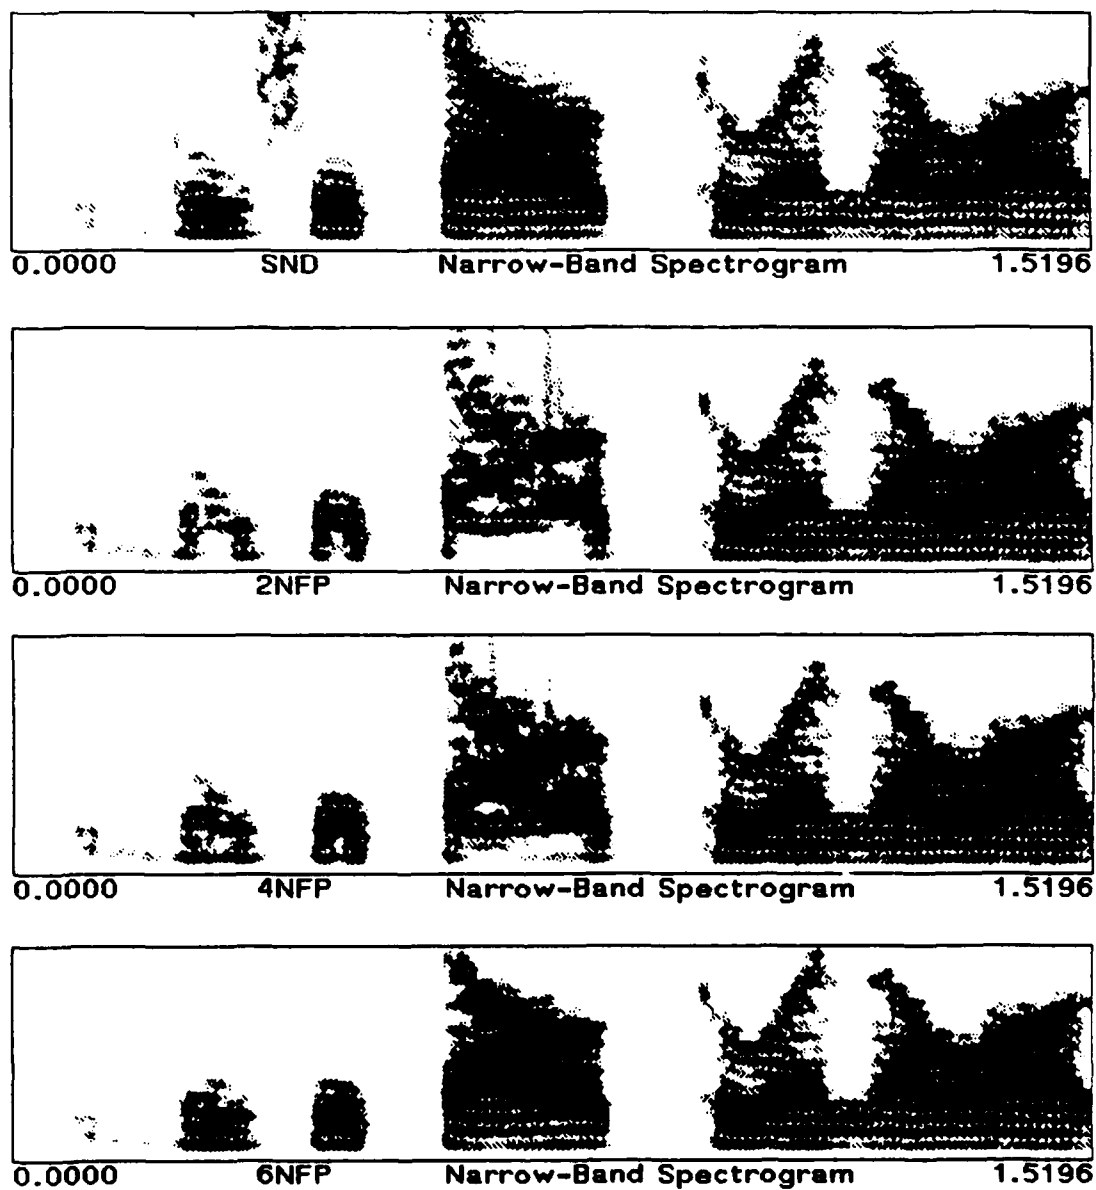 0.0000 SND Narrow-Band Spectrogram 1.5196
0.0000 2NFP Narrow-Band Spectrogram 1.5196
0.0000 4NFP Narrow-Band Spectrogram 1.5196
0.0000 6NFP Narrow-Band Spectrogram 1.5196